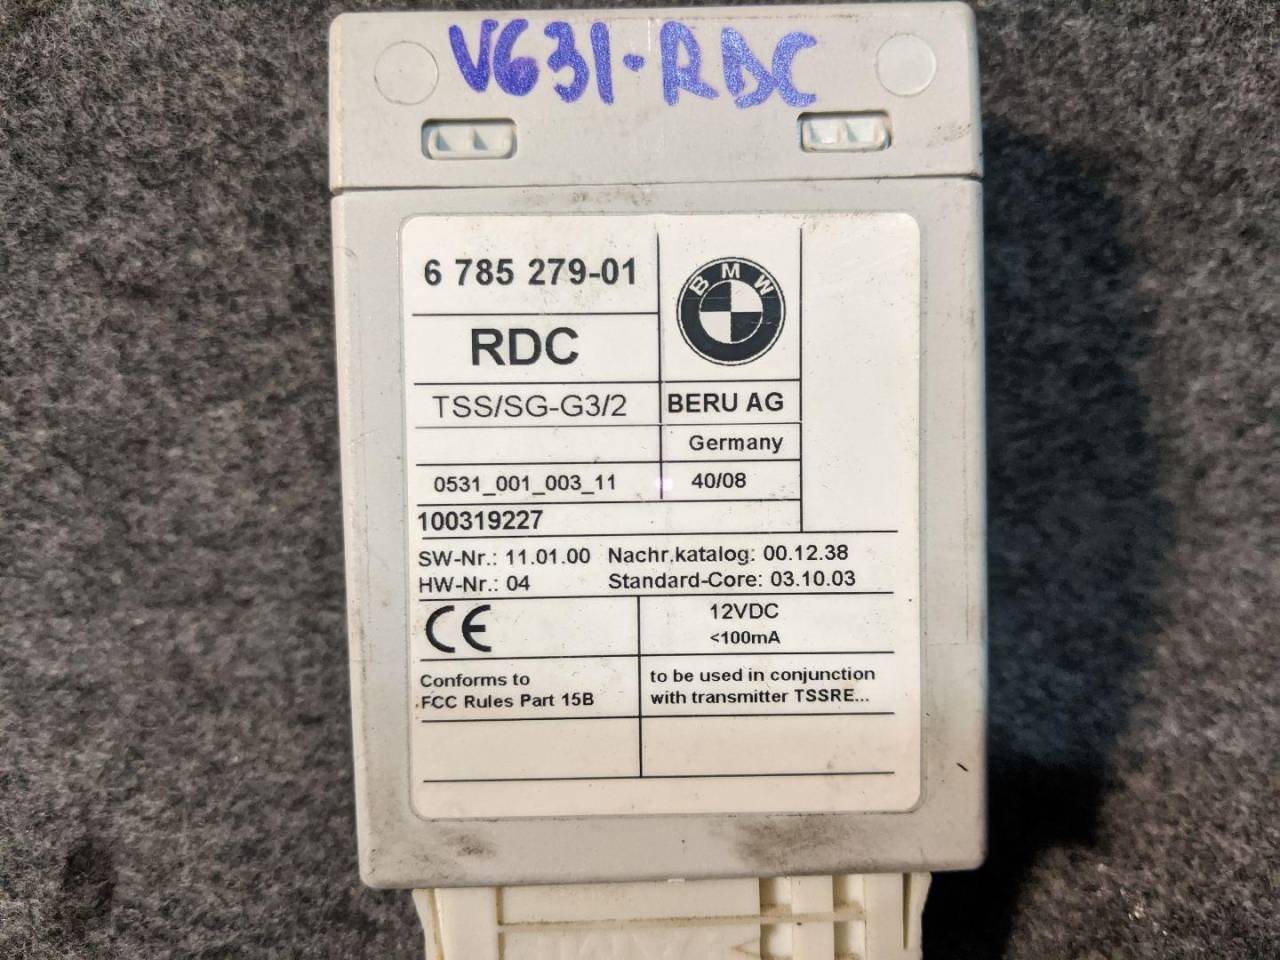 V631-RDC
6 785 279-01
BMW
RDC
TSS/SG-G3/2
BERU AG
Germany
0531_001_003_11
40/08
100319227
SW-Nr.: 11.01.00 Nachr.katalog: 00.12.38
HW-Nr.: 04 Standard-Core: 03.10.03
CE
12VDC
<100mA
Conforms to
FCC Rules Part 15B
to be used in conjunction
with transmitter TSSRE...